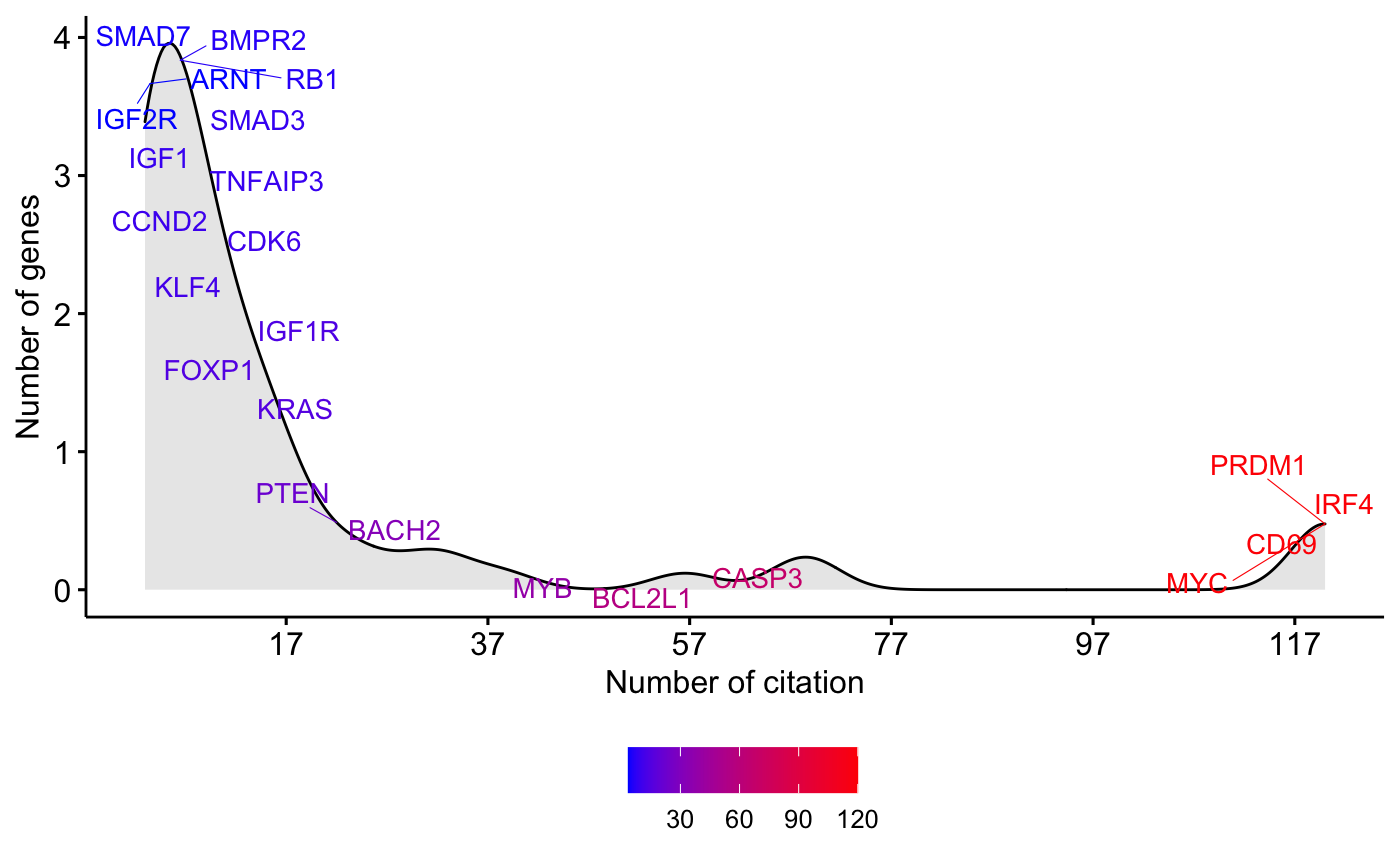 4
SMAD7
BMPR2
ARNT
RB1
IGF2R
SMAD3
IGF1
3
TNFAIP3
CCND2
CDK6
KLF4
2
IGF1R
FOXP1
KRAS
1
PTEN
BACH2
MYB
BCL2L1
CASP3
PRDM1
IRF4
CD69
MYC
0
Number of genes
17 37 57 77 97 117
Number of citation
30 60 90 120